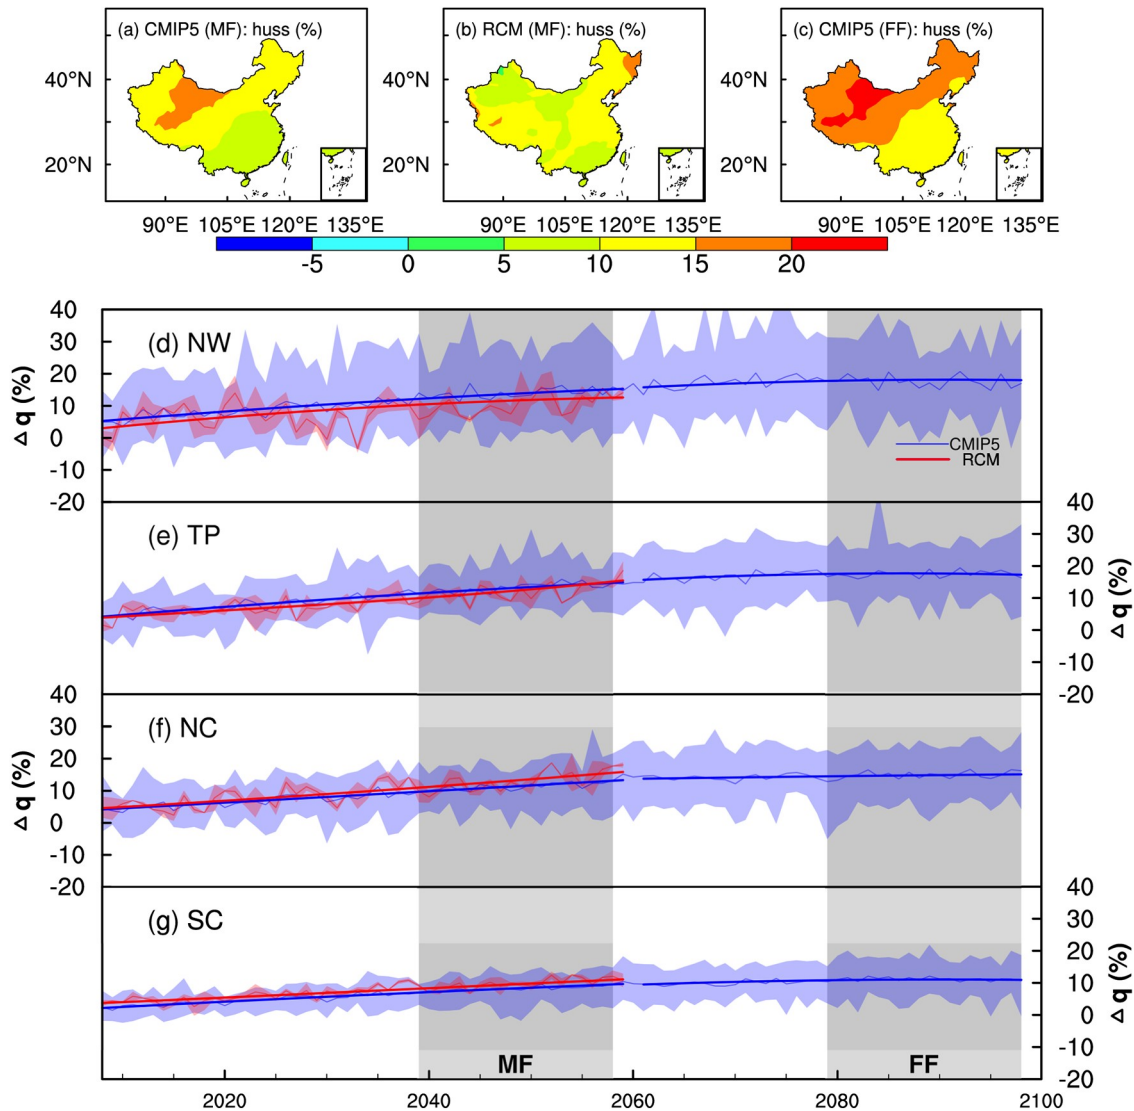 (a) CMIP5 (MF): huss (%)
(b) RCM (MF): huss (%)
(c) CMIP5 (FF): huss (%)
40°N
40°N
40°N
20°N
20°N
20°N
90°E 105°E 120°E 135°E
90°E 105°E 120°E 135°E
90°E 105°E 120°E 135°E
-5 0 5 10 15 20
40
30
20
10
0
-10
-20
Δ q (%)
(d) NW
CMIP5
RCM
40
30
20
10
0
-10
-20
Δ q (%)
(e) TP
40
30
20
10
0
-10
-20
Δ q (%)
(f) NC
40
30
20
10
0
-10
-20
Δ q (%)
(g) SC
MF
FF
2020 2040 2060 2080 2100